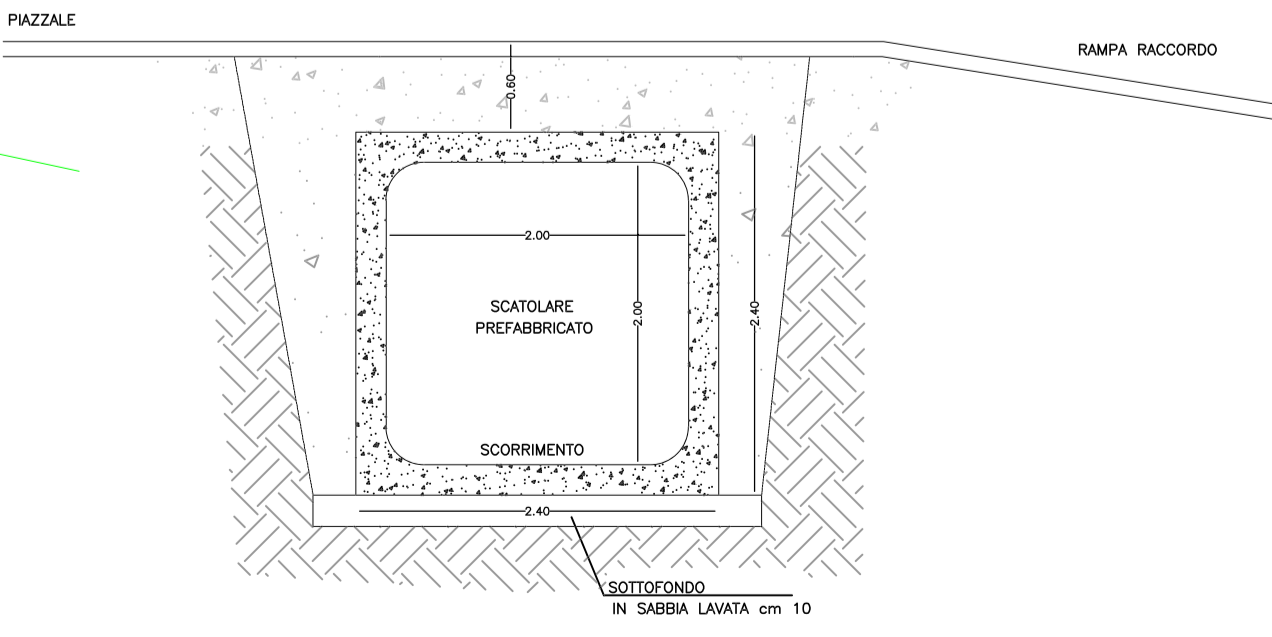 PIAZZALE
RAMPA RACCORDO
0.60
2.00
SCATOLARE
PREFABBRICATO
2.00
2.40
SCORRIMENTO
2.40
SOTTOFONDO
IN SABBIA LAVATA cm 10